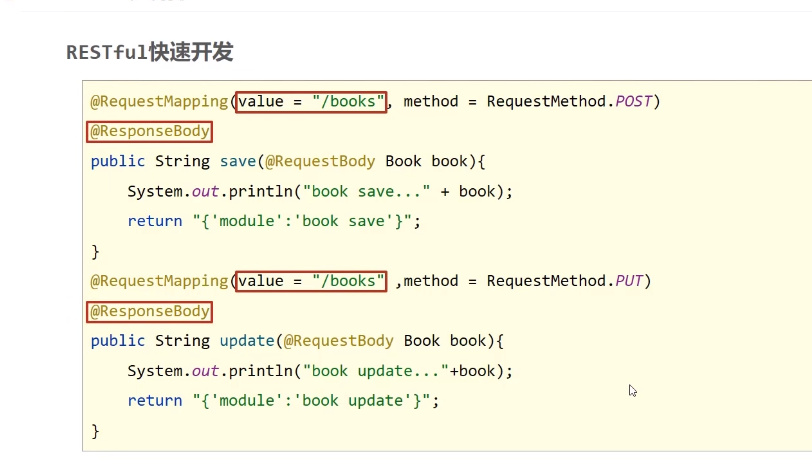 RESTful快速开发
@RequestMapping(value = "/books", method = RequestMethod.POST)
@ResponseBody
public String save(@RequestBody Book book){
System.out.println("book save..." + book);
return "{'module':'book save'}";
}
@RequestMapping(value = "/books" ,method = RequestMethod.PUT)
@ResponseBody
public String update(@RequestBody Book book){
System.out.println("book update..."+book);
return "{'module':'book update'}";
}